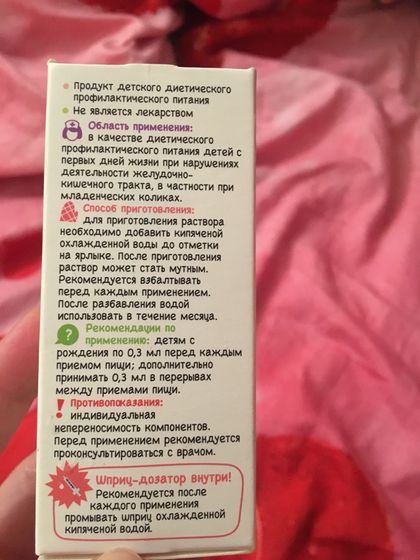 Продукт детского диетического
профилактического питания
Не является лекарством
Область применения:
в качестве диетического
профилактического питания детей с
первых дней жизни при нарушениях
деятельности желудочно-
кишечного тракта, в частности при
младенческих коликах.
Способ приготовления:
для приготовления раствора
необходимо добавить кипяченой
охлажденной воды до отметки
на ярлыке. После приготовления
раствор может стать мутным.
Рекомендуется взбалтывать
перед каждым применением.
После разбавления водой
использовать в течение месяца.
Рекомендации по
применению: детям с
рождения по 0,3 мл перед каждым
приемом пищи; дополнительно
принимать 0,3 мл в перерывах
между приемами пищи.
Противопоказания:
индивидуальная
непереносимость компонентов.
Перед применением рекомендуется
проконсультироваться с врачом.
Шприц-дозатор внутри!
Рекомендуется после
каждого применения
промывать шприц охлажденной
кипяченой водой.